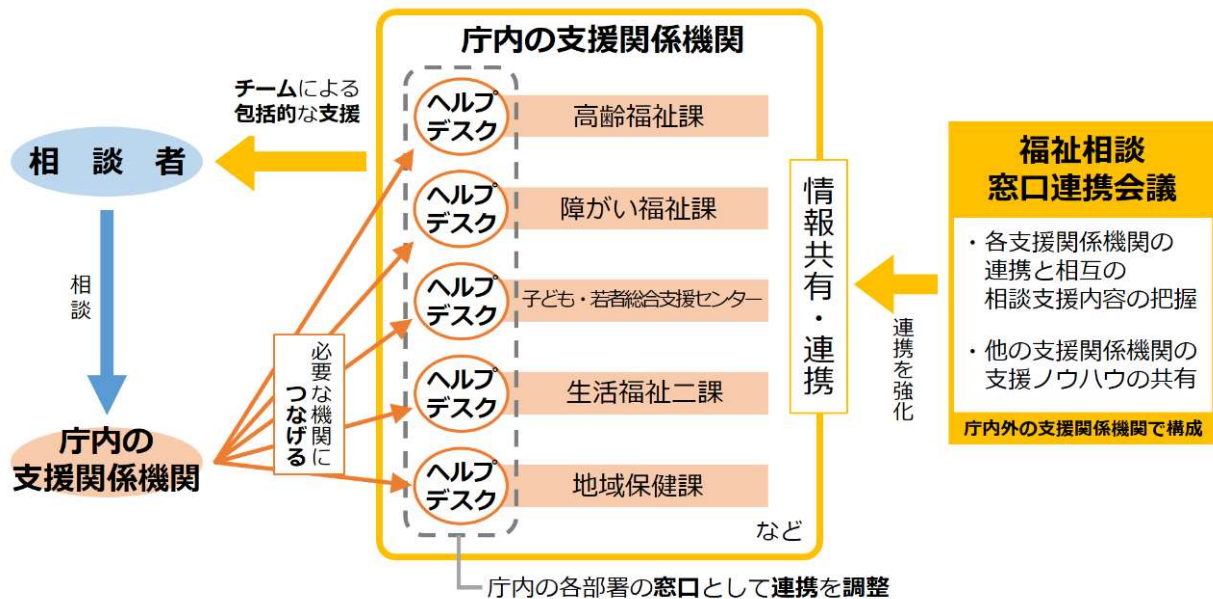 庁内の支援関係機関
チームによる
包括的な支援
相談者
相談
庁内の
支援関係機関
必要な機関に
つなげる
ヘルプ
デスク
高齢福祉課
ヘルプ
デスク
障がい福祉課
ヘルプ
デスク
子ども・若者総合支援センター
ヘルプ
デスク
生活福祉二課
ヘルプ
デスク
地域保健課
など
情報共有・連携
庁内の各部署の窓口として連携を調整
連携を強化
福祉相談
窓口連携会議
・各支援関係機関の
連携と相互の
相談支援内容の把握
・他の支援関係機関の
支援ノウハウの共有
庁内外の支援関係機関で構成